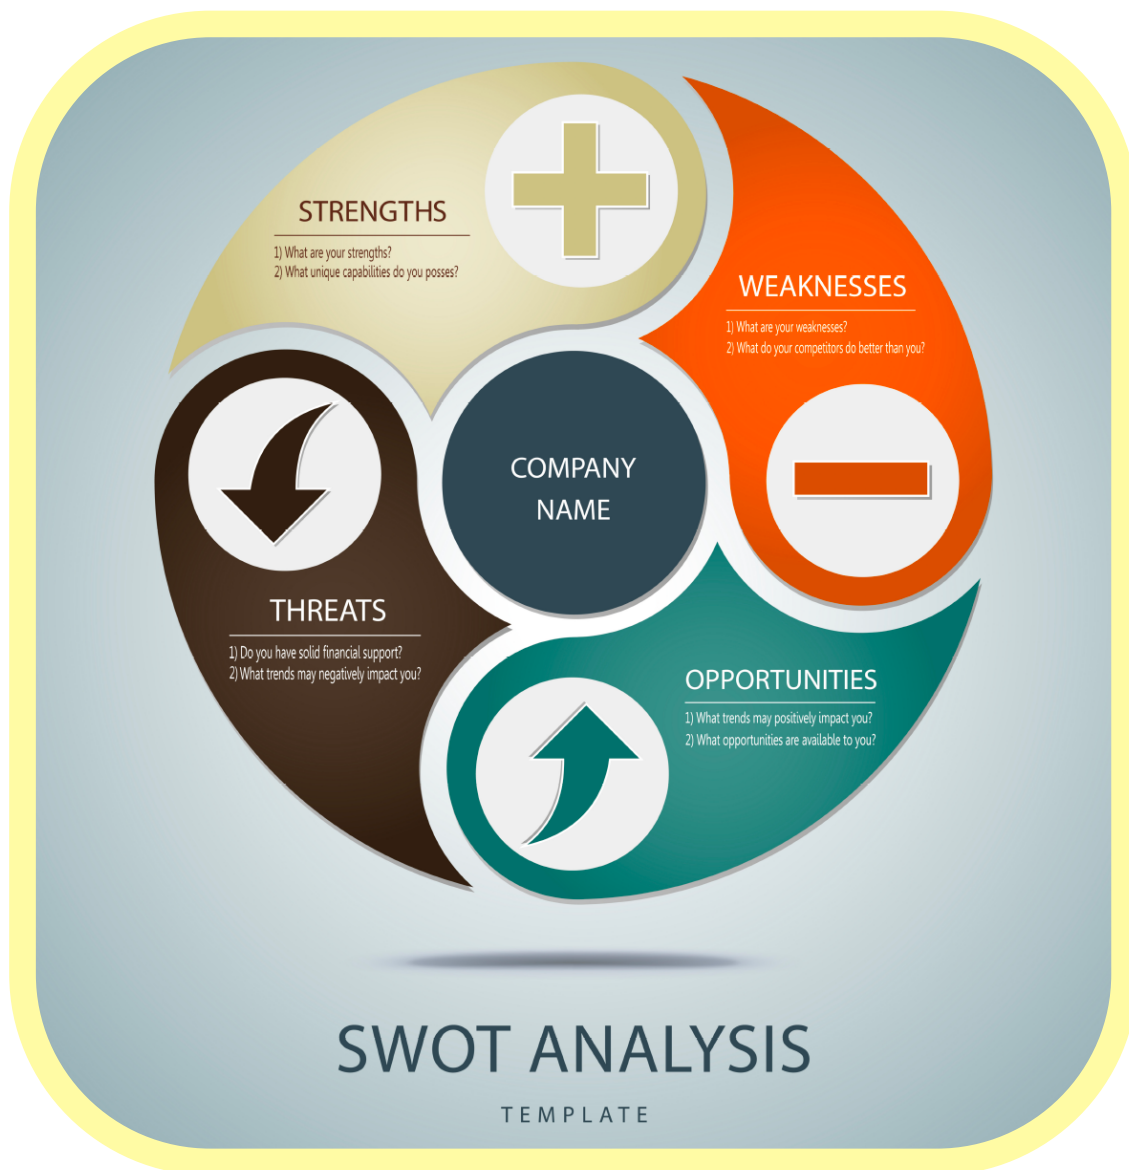 STRENGTHS
1) What are your strengths?
2) What unique capabilities do you posses?
WEAKNESSES
1) What are your weaknesses?
2) What do your competitors do better than you?
COMPANY
NAME
THREATS
1) Do you have solid financial support?
2) What trends may negatively impact you?
OPPORTUNITIES
1) What trends may positively impact you?
2) What opportunities are available to you?
SWOT ANALYSIS
TEMPLATE